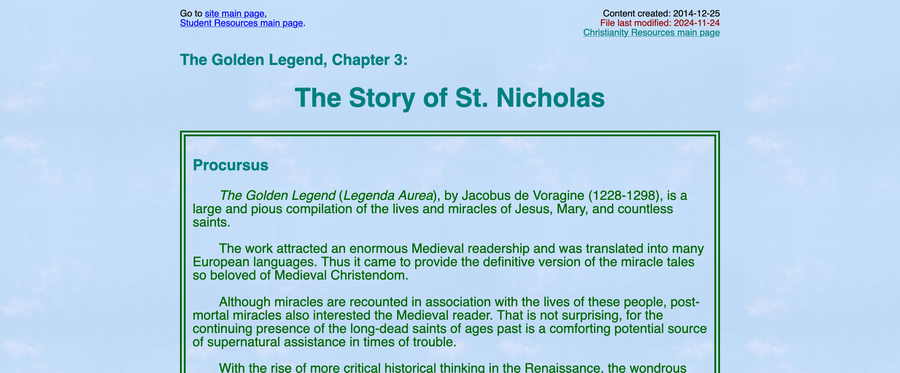 Go to site main page,
Student Resources main page.
Content created: 2014-12-25
File last modified: 2024-11-24
Christianity Resources main page
The Golden Legend, Chapter 3:
The Story of St. Nicholas
Procursus
The Golden Legend (Legenda Aurea), by Jacobus de Voragine (1228-1298), is a
large and pious compilation of the lives and miracles of Jesus, Mary, and countless
saints.
The work attracted an enormous Medieval readership and was translated into many
European languages. Thus it came to provide the definitive version of the miracle tales
so beloved of Medieval Christendom.
Although miracles are recounted in association with the lives of these people, post-
mortal miracles also interested the Medieval reader. That is not surprising, for the
continuing presence of the long-dead saints of ages past is a comforting potential source
of supernatural assistance in times of trouble.
With the rise of more critical historical thinking in the Renaissance, the wondrous